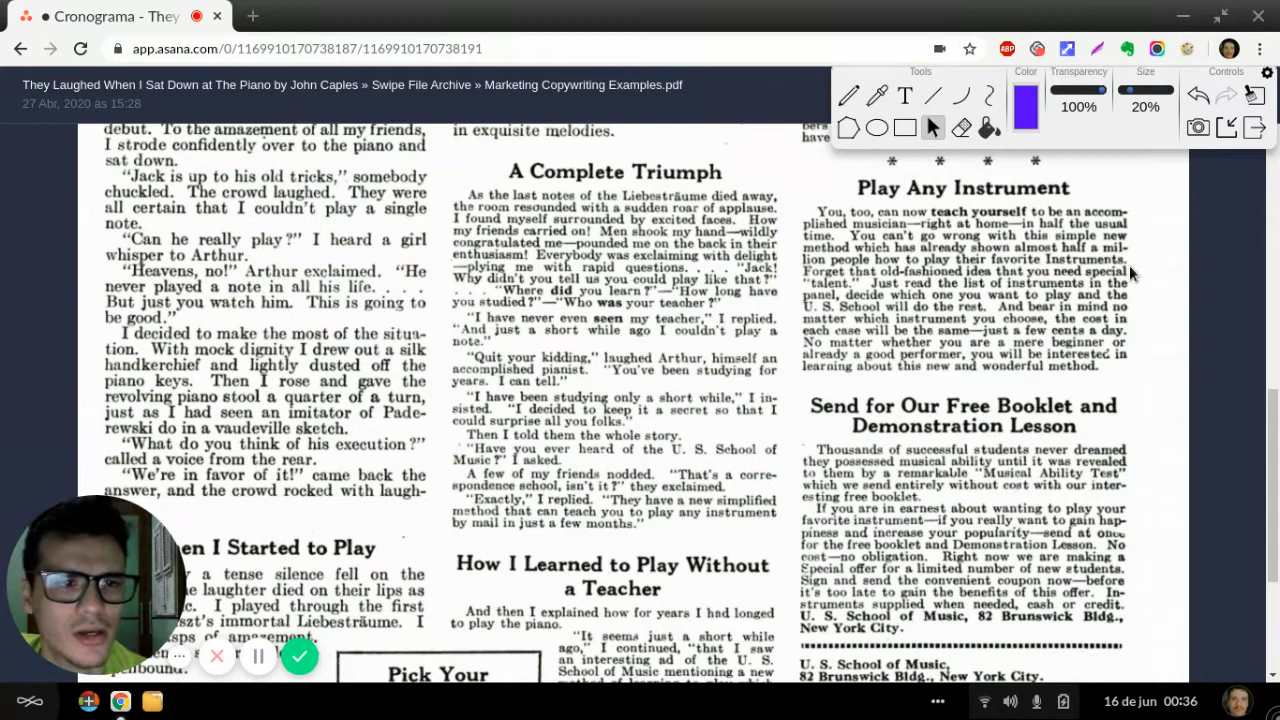 Cronograma - They
app.asana.com/0/1169910170738187/1169910170738191
ABP
They Laughed When I Sat Down at The Piano by John Caples » Swipe File Archive » Marketing Copywriting Examples.pdf
27 Abr, 2020 às 15:28
Tools
Color
Transparency
Size
Controls
T
100%
20%
debut. To the amazement of all my friends,
I strode confidently over to the piano and
sat down.
"Jack is up to his old tricks," somebody
chuckled. The crowd laughed. They were
all certain that I couldn't play a single
note.
"Can he really play?" I heard a girl
whisper to Arthur.
"Heavens, no!" Arthur exclaimed. "He
never played a note in all his life. . . .
But just you watch him. This is going to
be good."
I decided to make the most of the situa-
tion. With mock dignity I drew out a silk
handkerchief and lightly dusted off the
piano keys. Then I rose and gave the
revolving piano stool a quarter of a turn,
just as I had seen an imitator of Pade-
rewski do in a vaudeville sketch.
"What do you think of his execution?"
called a voice from the rear.
"We're in favor of it!" came back the
answer, and the crowd rocked with laugh-
I Started to Play
a tense silence fell on the
laughter died on their lips as
I played through the first
immortal Liebesträume. I
of amazement.
Pick Your
in exquisite melodies.
A Complete Triumph
As the last notes of the Liebesträume died away,
the room resounded with a sudden roar of applause.
I found myself surrounded by excited faces. How
my friends carried on! Men shook my hand—wildly
congratulated me—pounded me on the back in their
enthusiasm! Everybody was exclaiming with delight
—plying me with rapid questions. . . . "Jack!
Why didn't you tell us you could play like that?"
. . . "Where did you learn?"—"How long have
you studied?"—"Who was your teacher?"
"I have never even seen my teacher," I replied.
"And just a short while ago I couldn't play a
note."
"Quit your kidding," laughed Arthur, himself an
accomplished pianist. "You've been studying for
years. I can tell."
"I have been studying only a short while," I in-
sisted. "I decided to keep it a secret so that I
could surprise all you folks."
Then I told them the whole story.
"Have you ever heard of the U. S. School of
Music?" I asked.
A few of my friends nodded. "That's a corre-
spondence school, isn't it?" they exclaimed.
"Exactly," I replied. "They have a new simplified
method that can teach you to play any instrument
by mail in just a few months."
How I Learned to Play Without
a Teacher
And then I explained how for years I had longed
to play the piano.
"It seems just a short while
ago," I continued, "that I saw
an interesting ad of the U. S.
School of Music mentioning a new
have
* * * *
Play Any Instrument
You, too, can now teach yourself to be an accom-
plished musician—right at home—in half the usual
time. You can't go wrong with this simple new
method which has already shown almost half a mil-
lion people how to play their favorite instruments.
Forget that old-fashioned idea that you need special
"talent." Just read the list of instruments in the
panel, decide which one you want to play and the
U. S. School will do the rest. And bear in mind no
matter which instrument you choose, the cost in
each case will be the same—just a few cents a day.
No matter whether you are a mere beginner or
already a good performer, you will be interested in
learning about this new and wonderful method.
Send for Our Free Booklet and
Demonstration Lesson
Thousands of successful students never dreamed
they possessed musical ability until it was revealed
to them by a remarkable "Musical Ability Test"
which we send entirely without cost with our inter-
esting free booklet.
If you are in earnest about wanting to play your
favorite instrument—if you really want to gain hap-
piness and increase your popularity—send at once
for the free booklet and Demonstration Lesson. No
cost—no obligation. Right now we are making a
Special offer for a limited number of new students.
Sign and send the convenient coupon now—before
it's too late to gain the benefits of this offer. In-
struments supplied when needed, cash or credit.
U. S. School of Music, 82 Brunswick Bldg.,
New York City.
U. S. School of Music,
82 Brunswick Bldg., New York City.
16 de jun 00:36